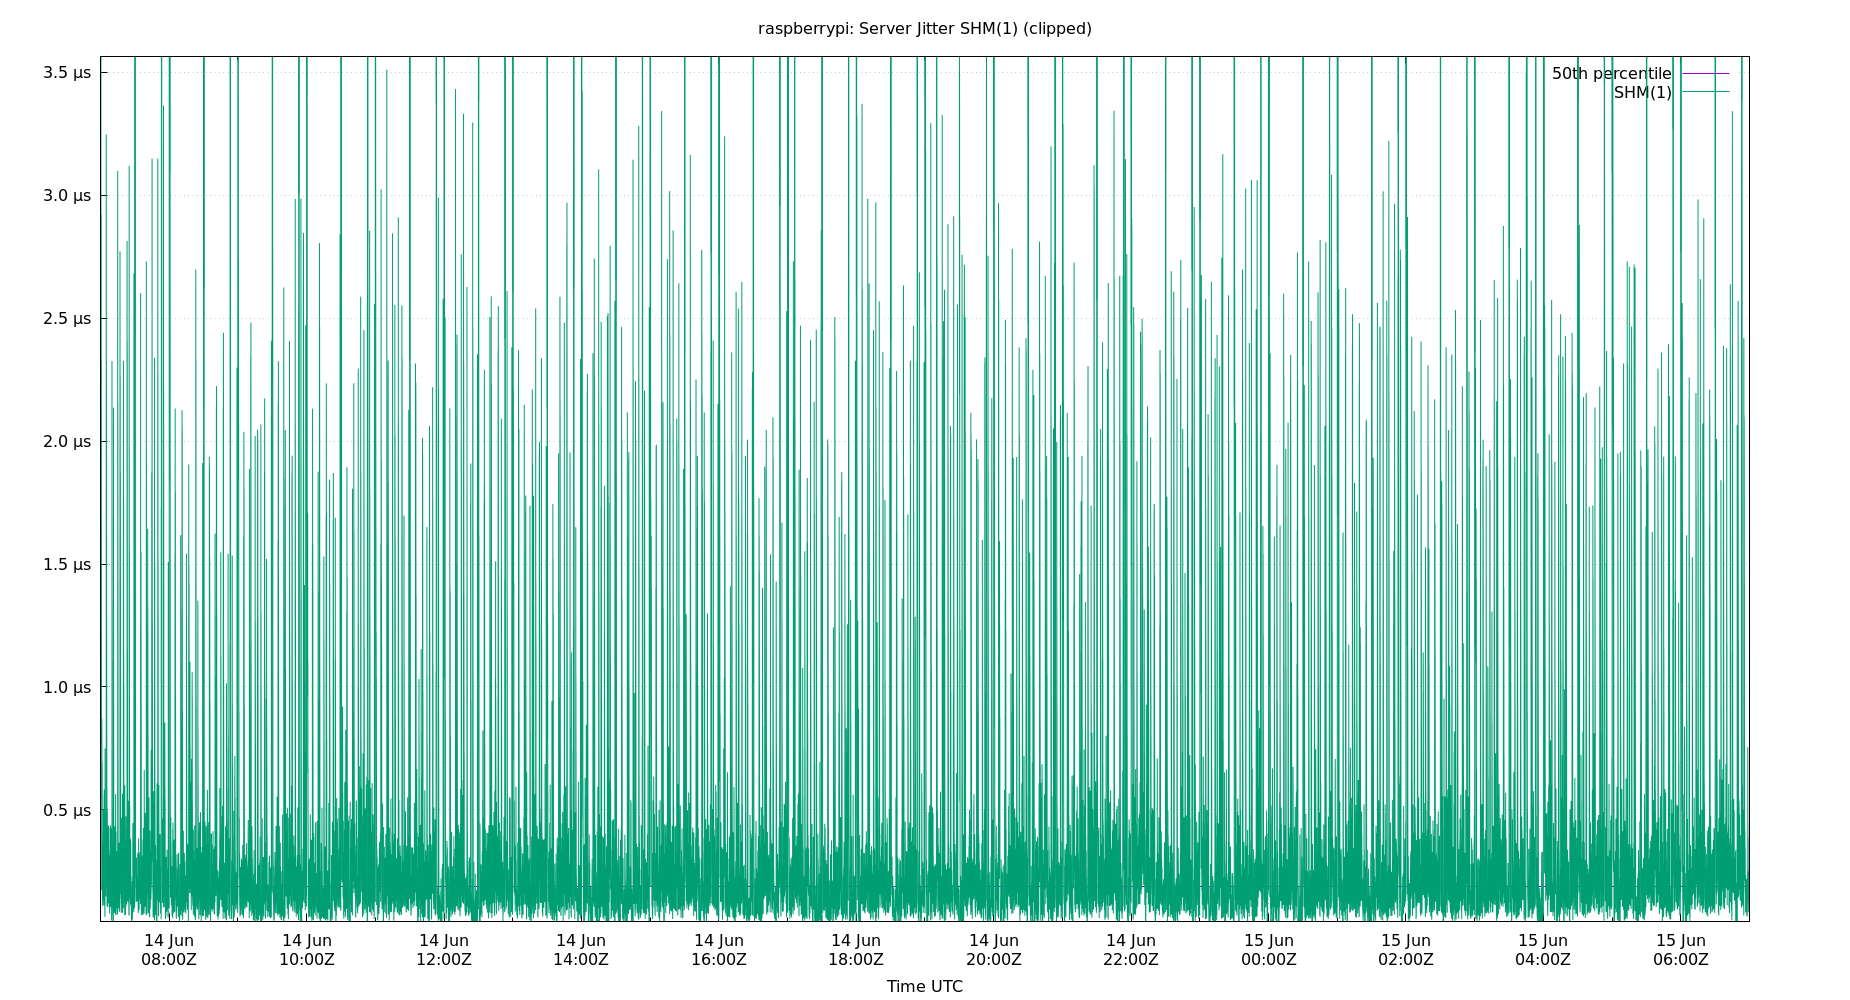 raspberrypi: Server Jitter SHM(1) (clipped)
3.5 µs
3.0 µs
2.5 µs
2.0 µs
1.5 µs
1.0 µs
0.5 µs
50th percentile
SHM(1)
14 Jun 14 Jun 14 Jun 14 Jun 14 Jun 14 Jun 14 Jun 14 Jun 15 Jun 15 Jun 15 Jun 15 Jun
08:00Z 10:00Z 12:00Z 14:00Z 16:00Z 18:00Z 20:00Z 22:00Z 00:00Z 02:00Z 04:00Z 06:00Z
Time UTC